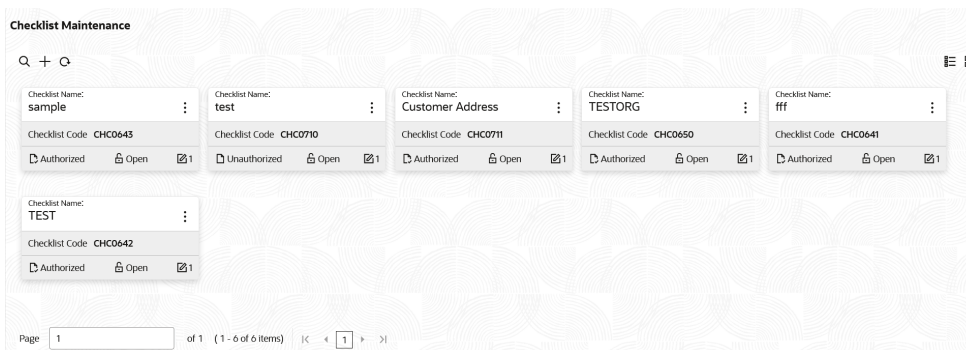 Checklist Maintenance
Checklist Name:
sample
Checklist Code CHC0643
Authorized Open 1
Checklist Name:
test
Checklist Code CHC0710
Unauthorized Open 1
Checklist Name:
Customer Address
Checklist Code CHC0711
Authorized Open 1
Checklist Name:
TESTORG
Checklist Code CHC0650
Authorized Open 1
Checklist Name:
fff
Checklist Code CHC0641
Authorized Open 1
Checklist Name:
TEST
Checklist Code CHC0642
Authorized Open 1
Page 1 of 1 (1 - 6 of 6 items) 1